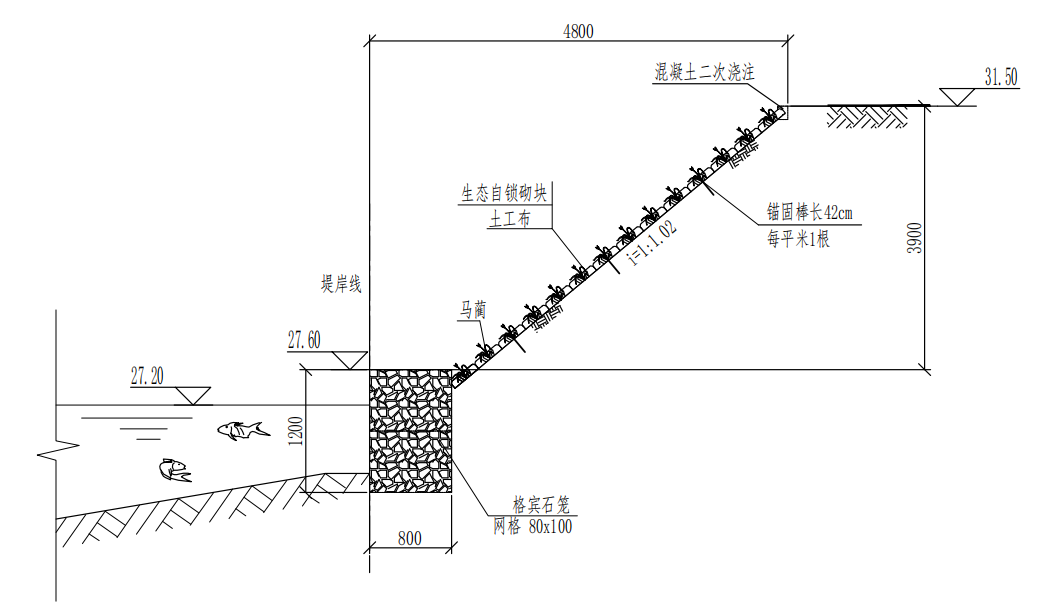 4800
混凝土二次浇注
31.50
生态自锁砌块
土工布
锚固棒长42cm
每平米1根
3900
i=1:1.02
堤岸线
马蔺
27.60
27.20
1200
格宾石笼
网格 80x100
800